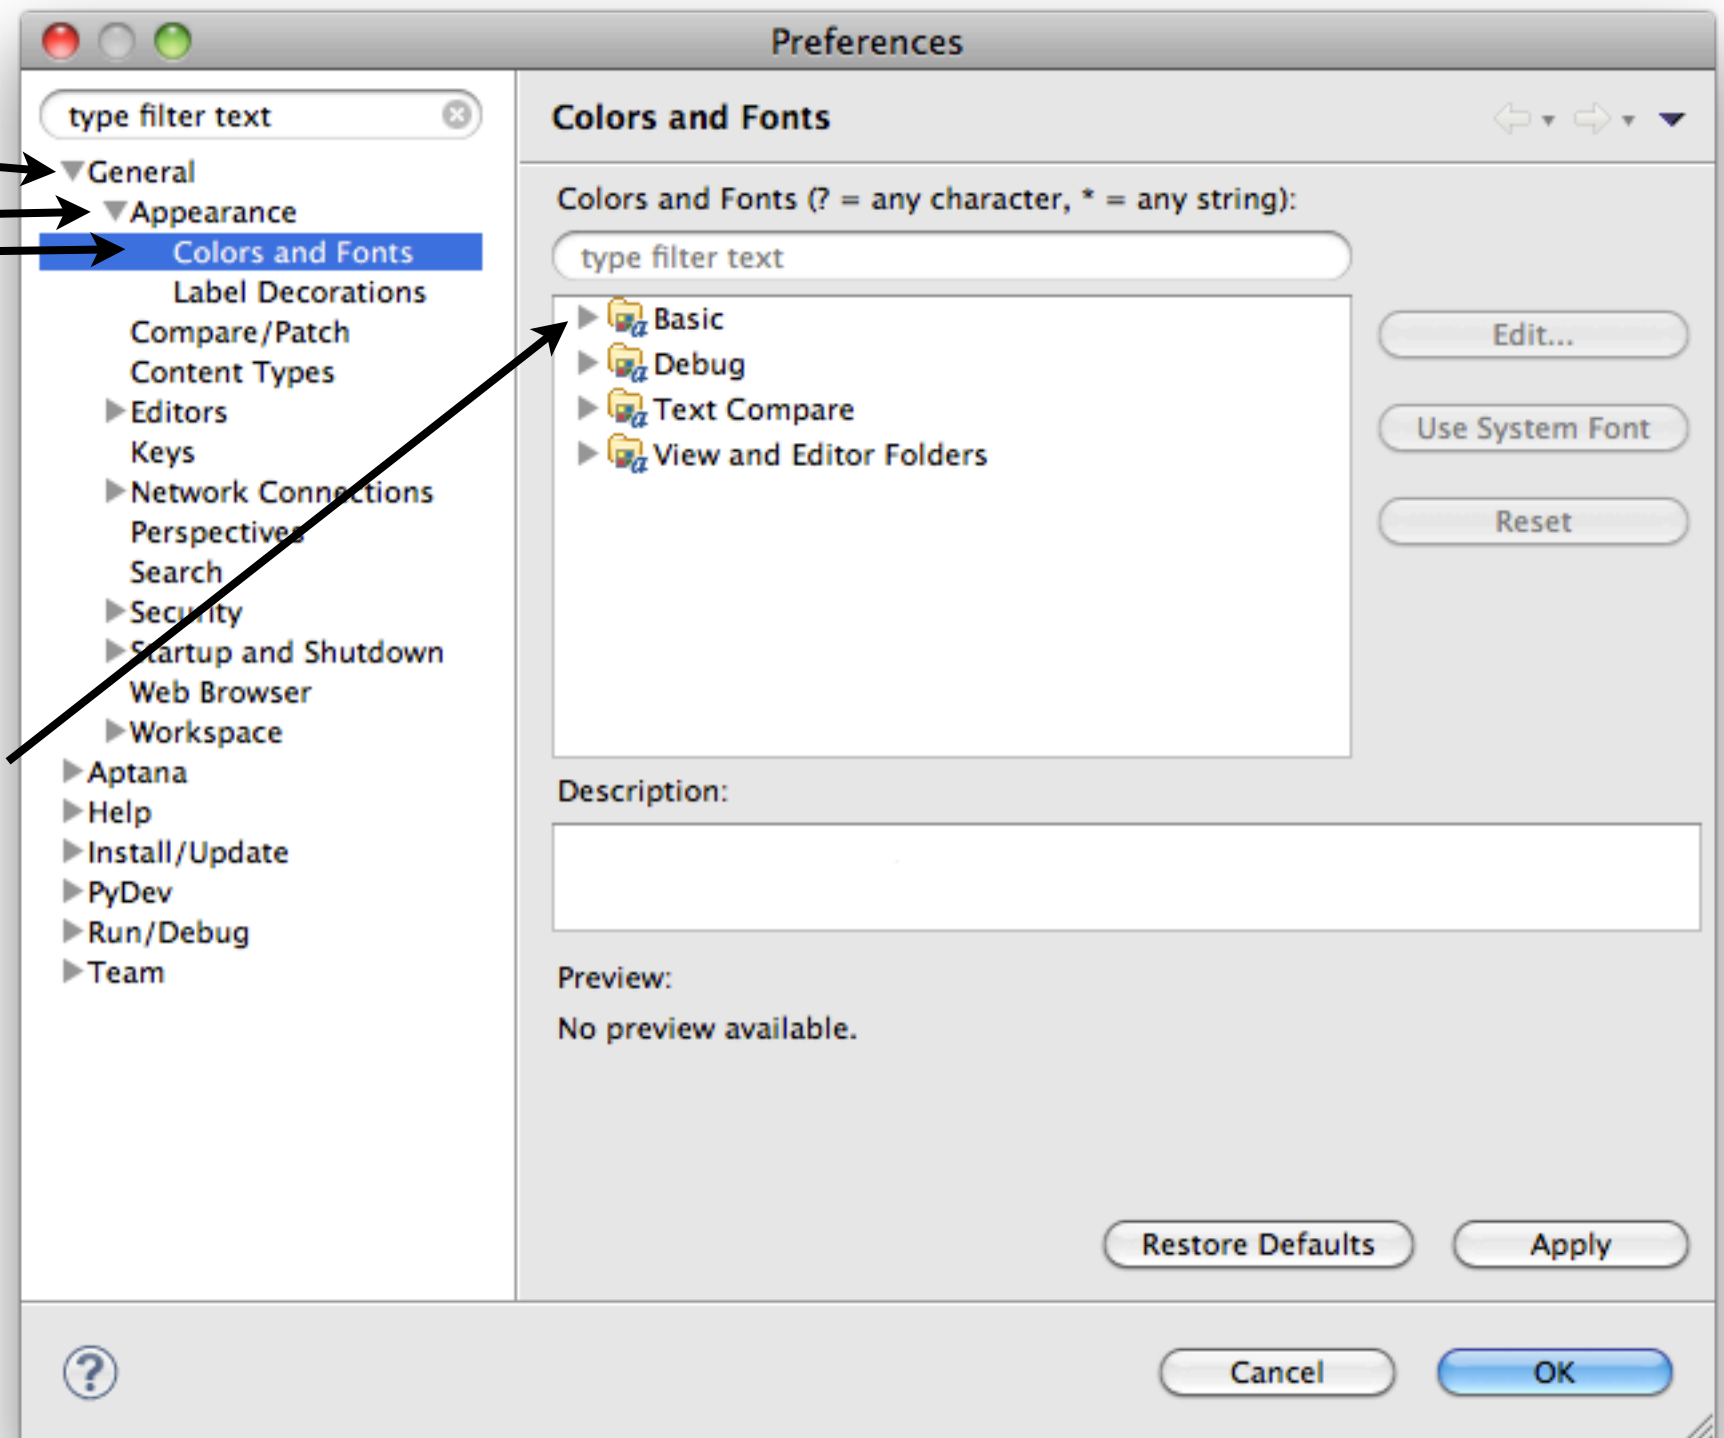 Preferences
type filter text
General
Appearance
Colors and Fonts
Label Decorations
Compare/Patch
Content Types
Editors
Keys
Network Connections
Perspectives
Search
Security
Startup and Shutdown
Web Browser
Workspace
Aptana
Help
Install/Update
PyDev
Run/Debug
Team
Colors and Fonts
Colors and Fonts (? = any character, * = any string):
type filter text
Basic
Debug
Text Compare
View and Editor Folders
Edit...
Use System Font
Reset
Description:
Preview:
No preview available.
Restore Defaults
Apply
?
Cancel
OK